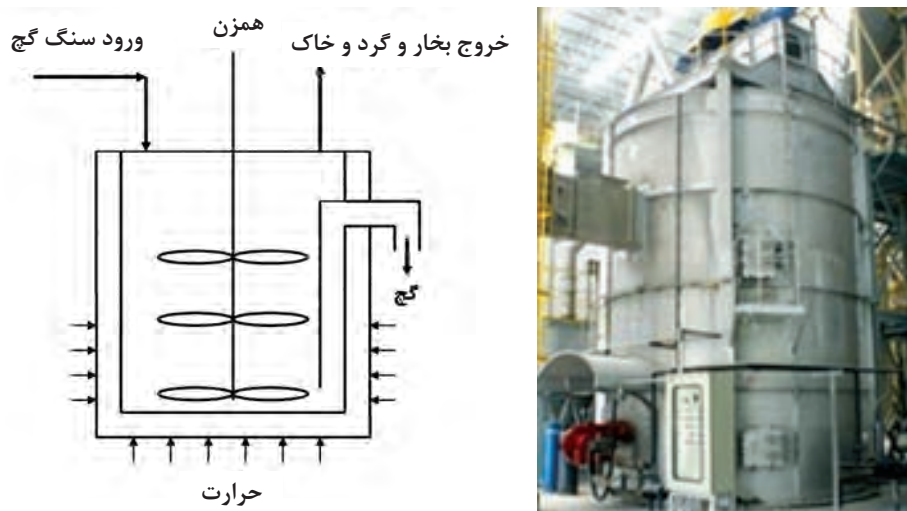 همزن
خروج بخار و گرد و خاک
ورود سنگ گچ
گچ
حرارت